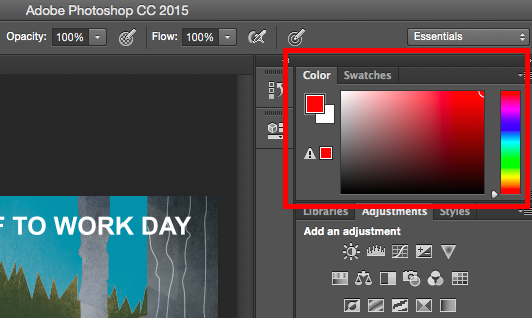 Adobe Photoshop CC 2015
Opacity: 100% Flow: 100% Essentials
Color Swatches
F TO WORK DAY
Libraries Adjustments Styles
Add an adjustment